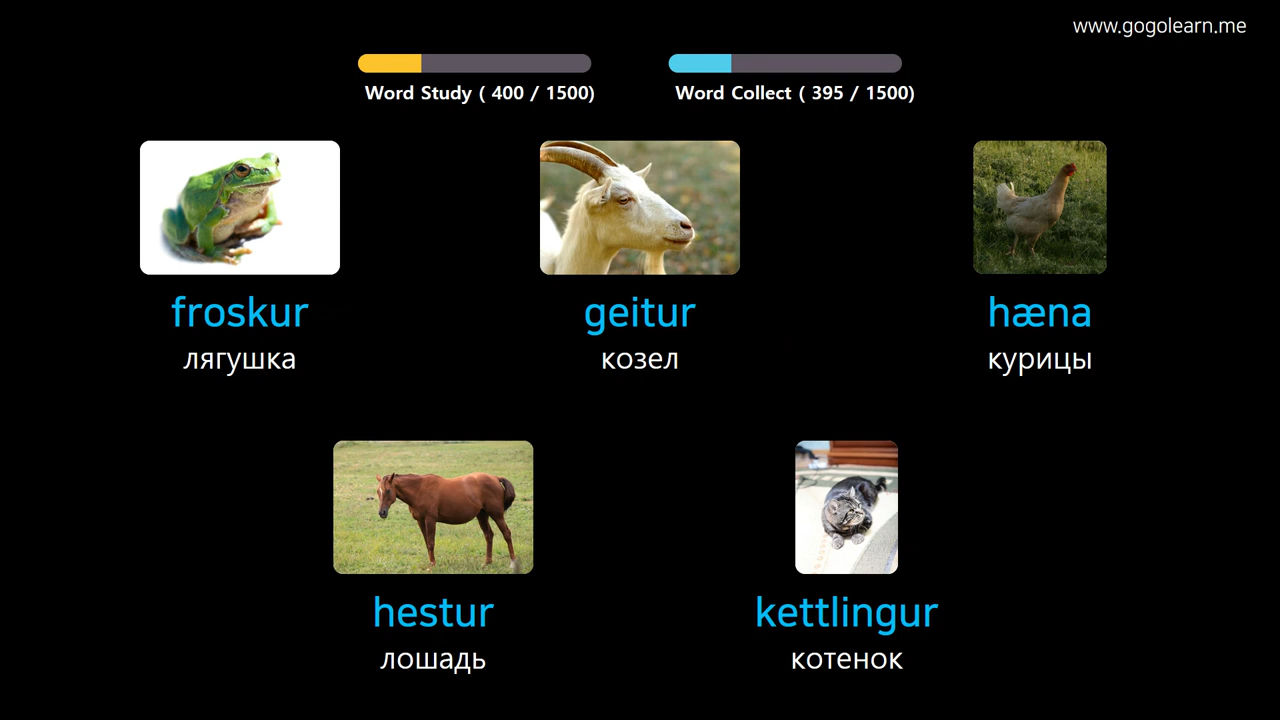 www.gogolearn.me
Word Study ( 400 / 1500)
Word Collect ( 395 / 1500)
froskur
лягушка
geitur
козел
hæna
курицы
hestur
лошадь
kettlingur
котенок